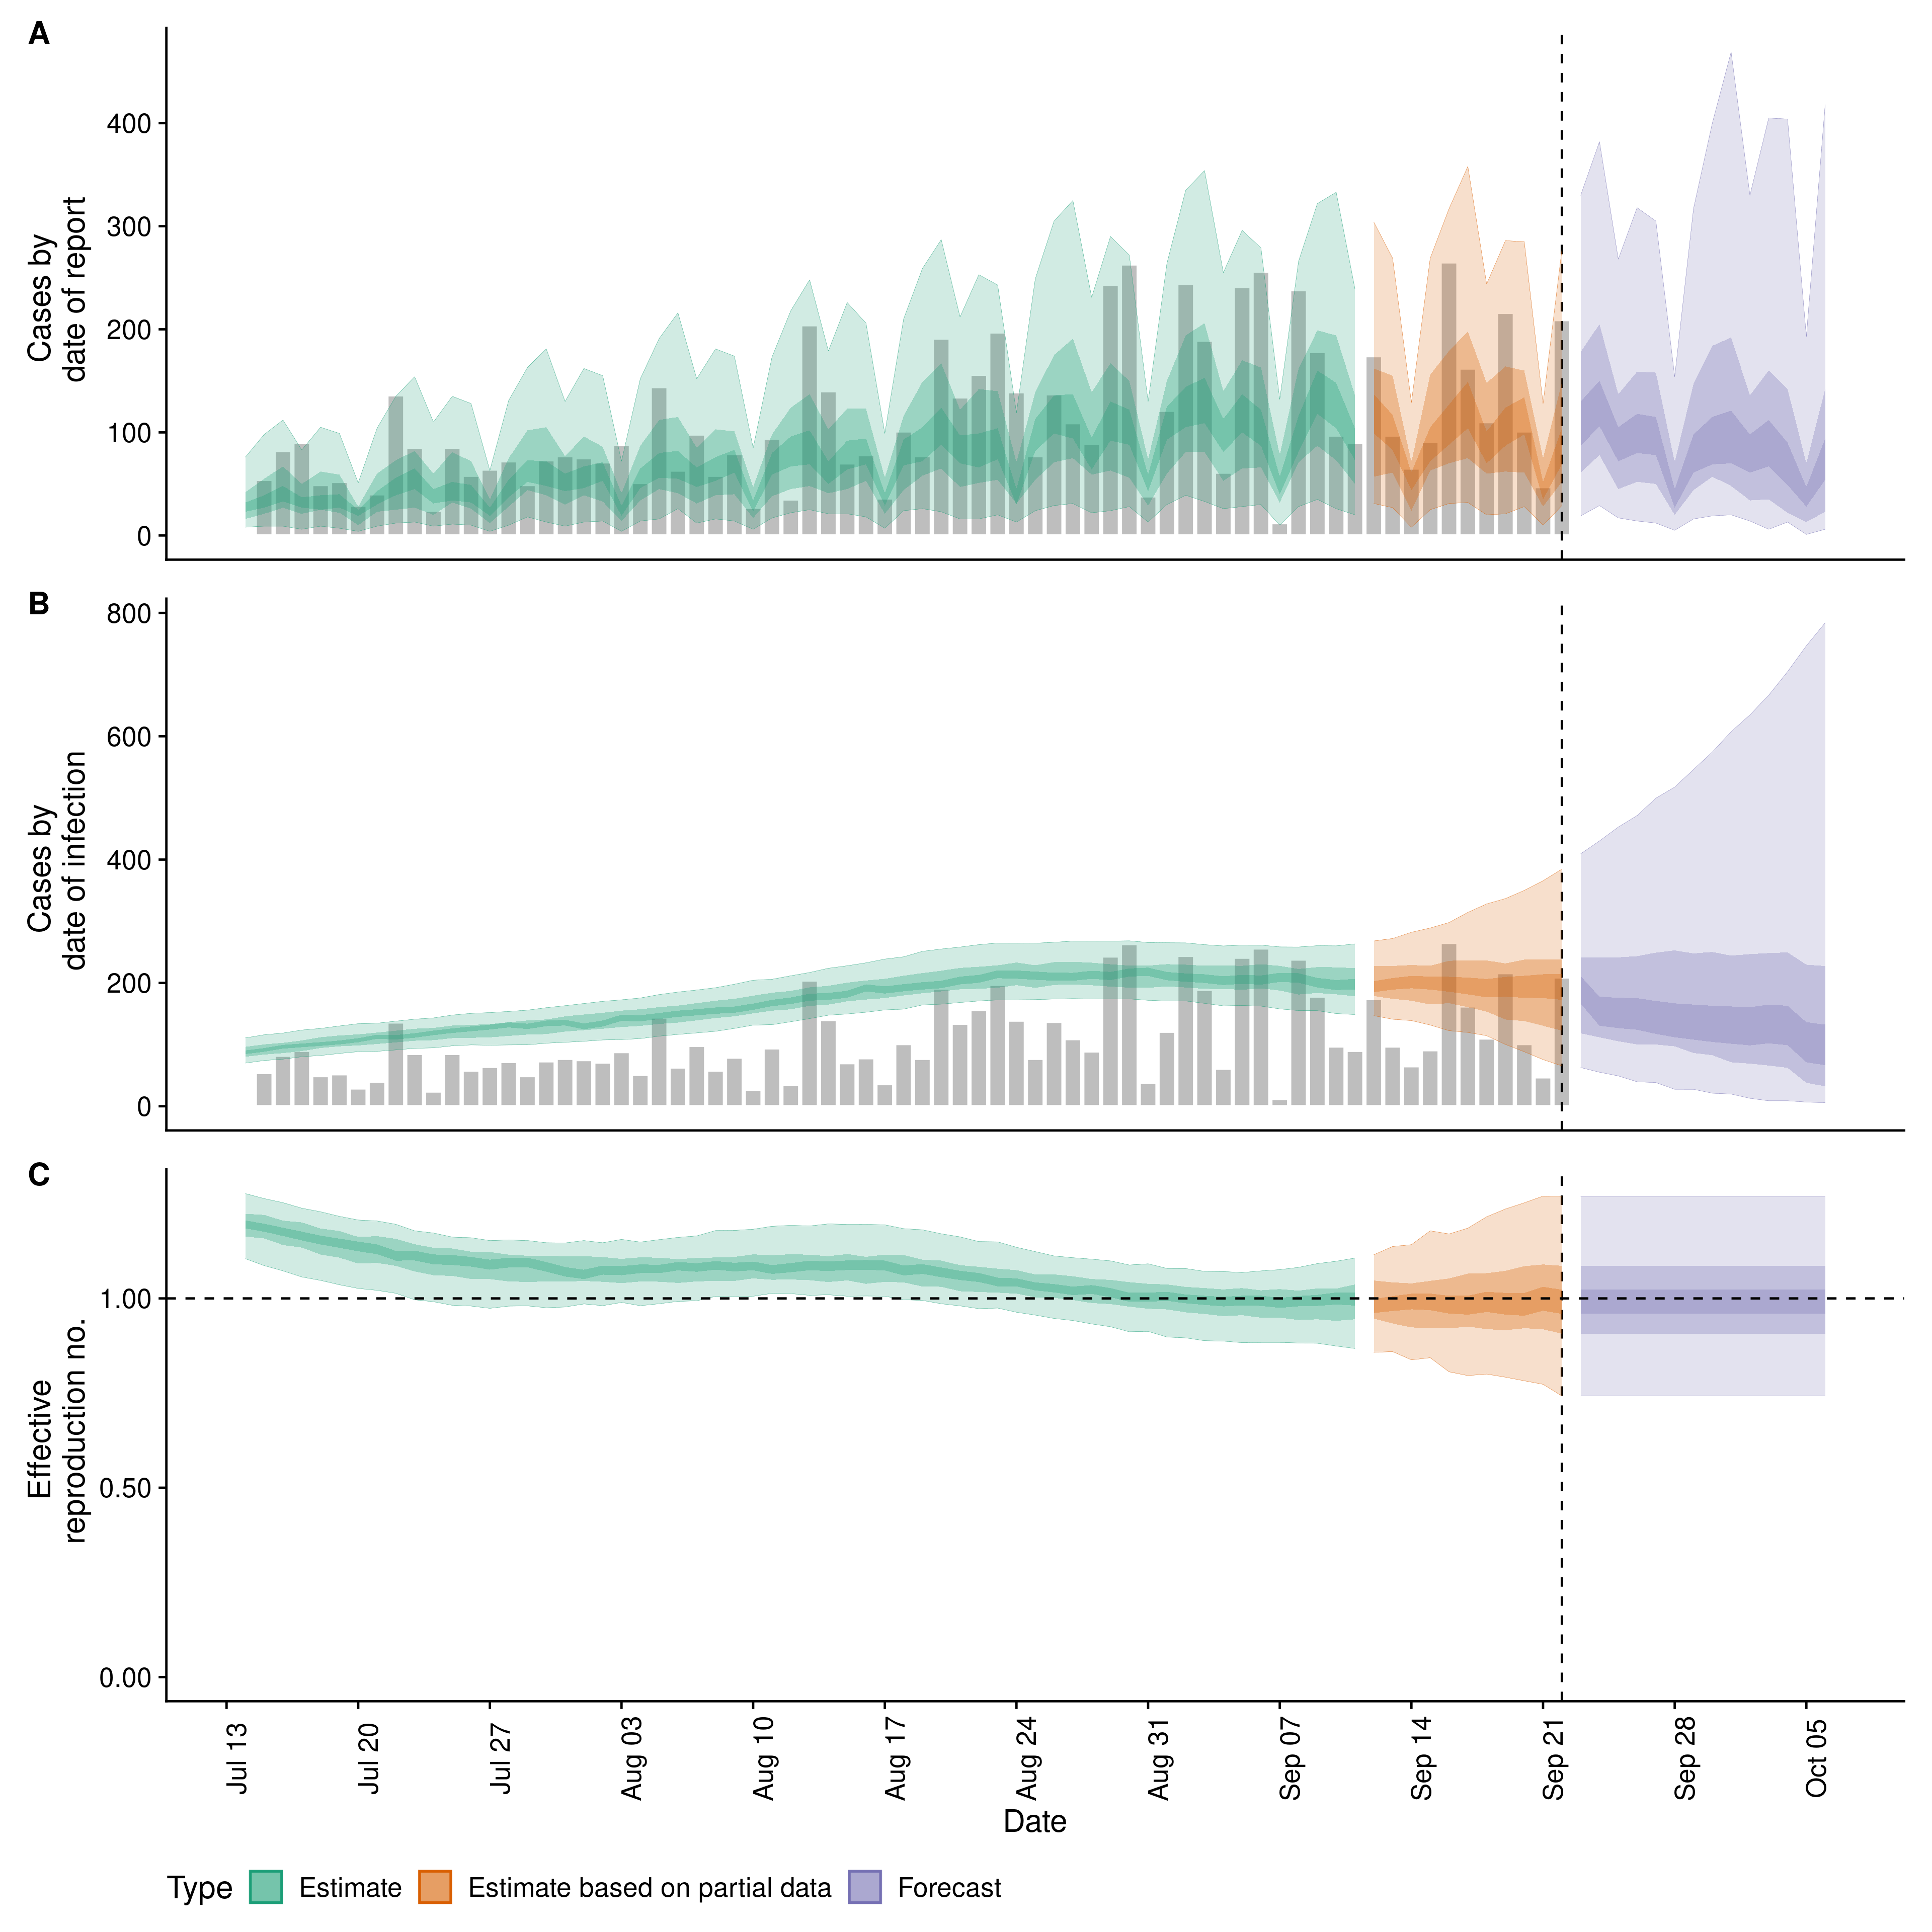 A
Cases by
date of report
400
300
200
100
0
B
Cases by
date of infection
800
600
400
200
0
C
Effective
reproduction no.
1.00
0.50
0.00
Jul 13
Jul 20
Jul 27
Aug 03
Aug 10
Aug 17
Aug 24
Aug 31
Sep 07
Sep 14
Sep 21
Sep 28
Oct 05
Date
Type
Estimate
Estimate based on partial data
Forecast